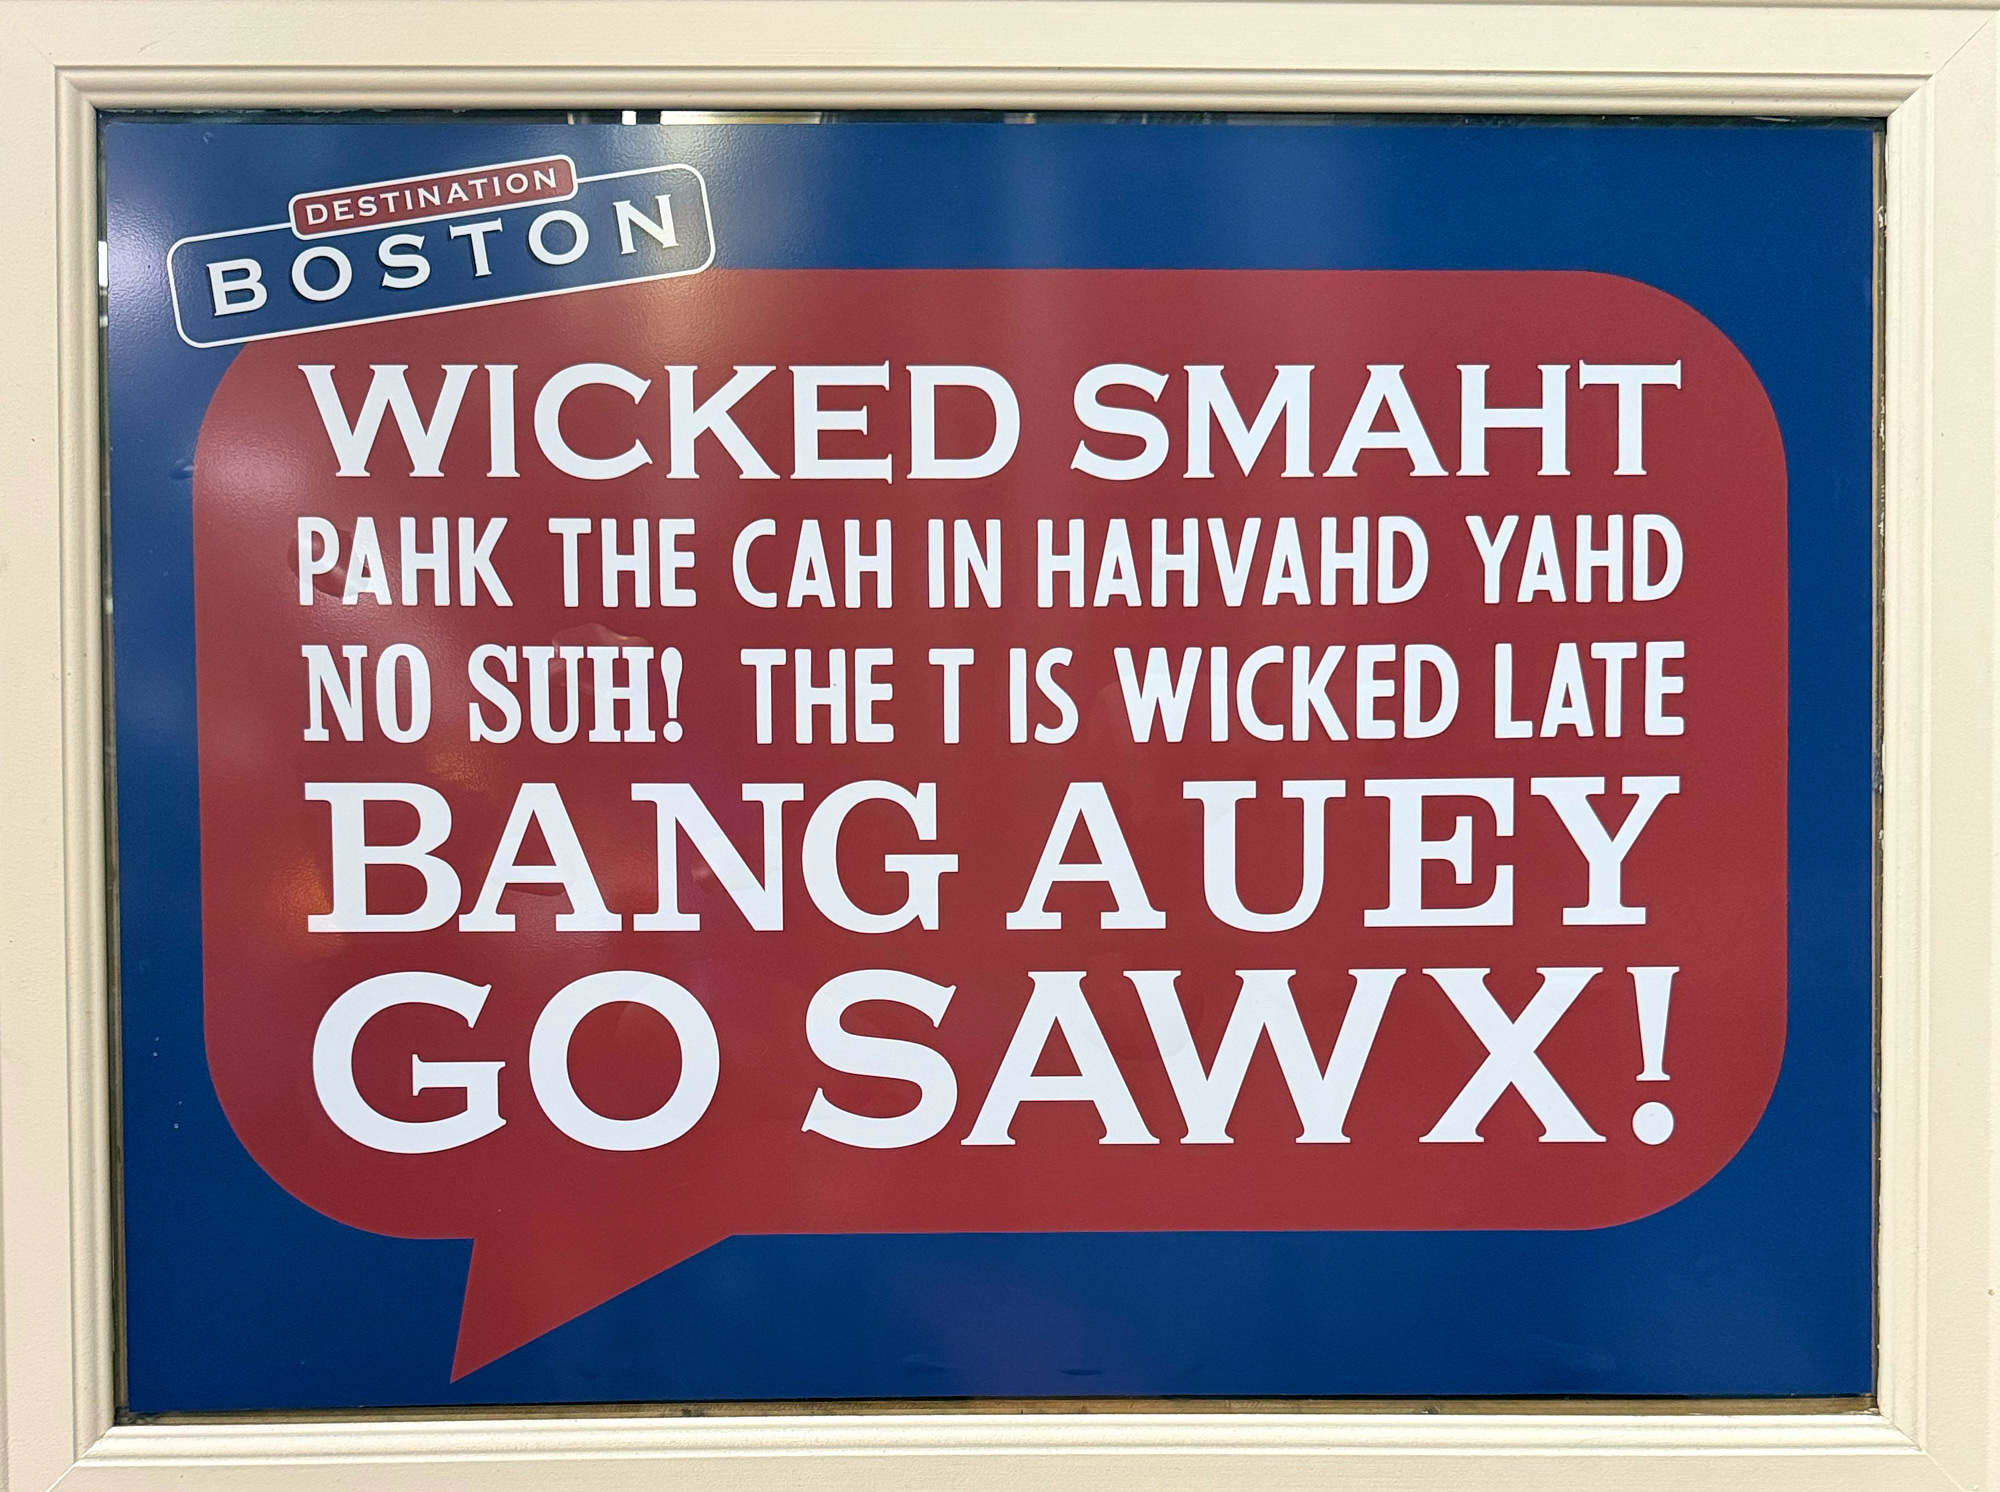 DESTINATION
BOSTON
WICKED SMAHT
PAHK THE CAH IN HAHVAHD YAHD
NO SUH! THE T IS WICKED LATE
BANG A UEY
GO SAWX!